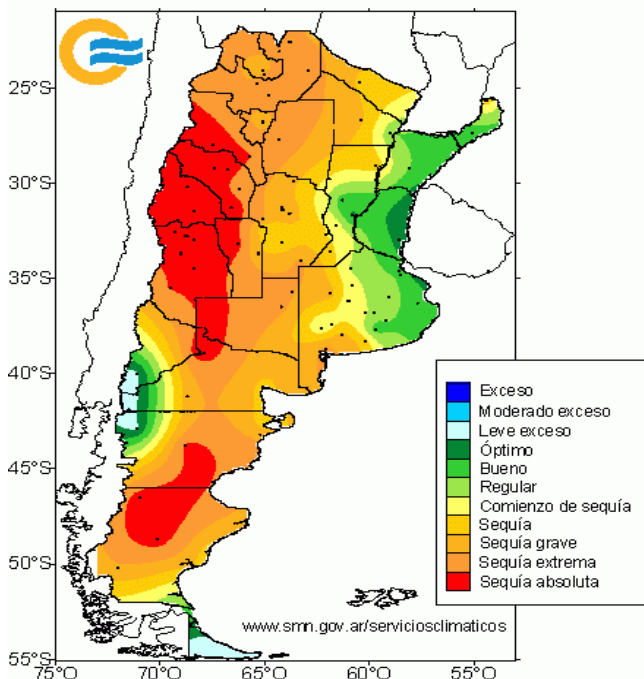 25°S
30°S
35°S
40°S
45°S
50°S
55°S
75°O
70°O
65°O
60°O
55°O
Exceso
Moderado exceso
Leve exceso
Óptimo
Bueno
Regular
Comienzo de sequía
Sequía
Sequía grave
Sequía extrema
Sequía absoluta
www.smn.gov.ar/serviciosclimaticos